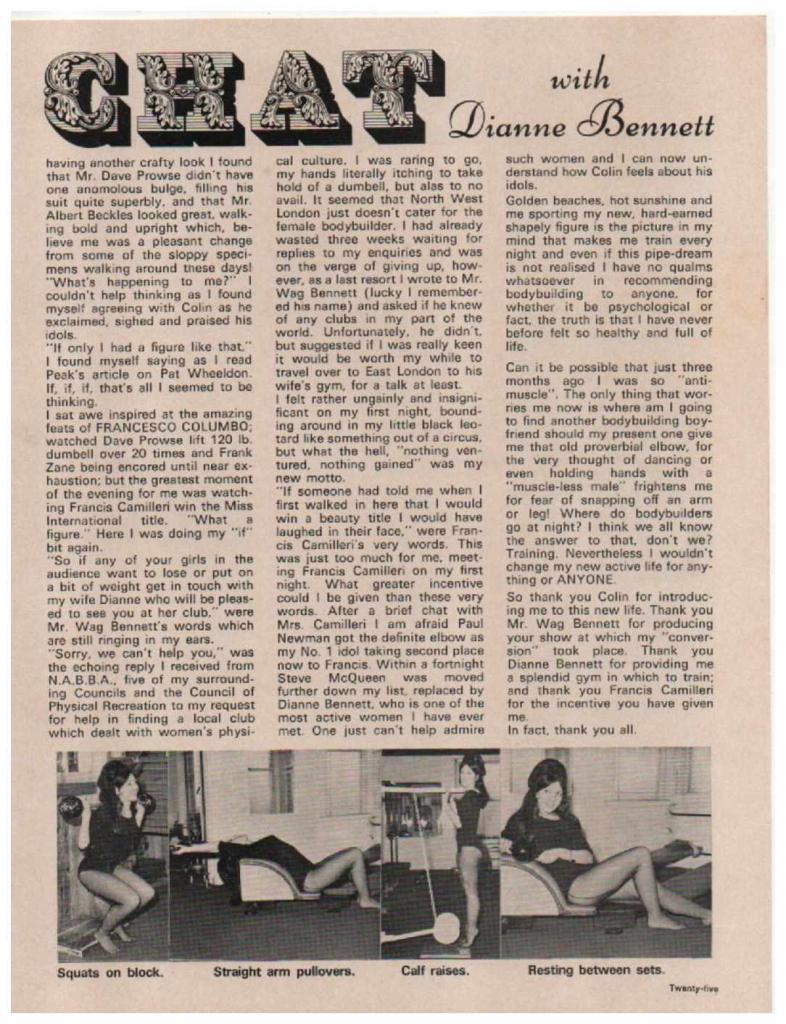 CHAT
with
Dianne Bennett
having another crafty look I found
that Mr. Dave Prowse didn't have
one anomolous bulge, filling his
suit quite superbly, and that Mr.
Albert Beckles looked great, walk-
ing bold and upright which, be-
lieve me was a pleasant change
from some of the sloppy speci-
mens walking around these days!
"What's happening to me?" I
couldn't help thinking as I found
myself agreeing with Colin as he
exclaimed, sighed and praised his
idols.
"If only I had a figure like that,"
I found myself saying as I read
Peak's article on Pat Wheeldon.
If, if, if, that's all I seemed to be
thinking.
I sat awe inspired at the amazing
feats of FRANCESCO COLUMBO;
watched Dave Prowse lift 120 lb.
dumbell over 20 times and Frank
Zane being encored until near ex-
haustion; but the greatest moment
of the evening for me was watch-
ing Francis Camilleri win the Miss
International title. "What a
figure." Here I was doing my "if"
bit again.
"So if any of your girls in the
audience want to lose or put on
a bit of weight get in touch with
my wife Dianne who will be pleas-
ed to see you at her club," were
Mr. Wag Bennett's words which
are still ringing in my ears.
"Sorry, we can't help you," was
the echoing reply I received from
N.A.B.B.A., five of my surround-
ing Councils and the Council of
Physical Recreation to my request
for help in finding a local club
which dealt with women's physi-
cal culture. I was raring to go,
my hands literally itching to take
hold of a dumbell, but alas to no
avail. It seemed that North West
London just doesn't cater for the
female bodybuilder. I had already
wasted three weeks waiting for
replies to my enquiries and was
on the verge of giving up, how-
ever, as a last resort I wrote to Mr.
Wag Bennett (lucky I remember-
ed his name) and asked if he knew
of any clubs in my part of the
world. Unfortunately, he didn't,
but suggested if I was really keen
it would be worth my while to
travel over to East London to his
wife's gym, for a talk at least.
I felt rather ungainly and insigni-
ficant on my first night, bound-
ing around in my little black leo-
tard like something out of a circus,
but what the hell, "nothing ven-
tured, nothing gained" was my
new motto.
"If someone had told me when I
first walked in here that I would
win a beauty title I would have
laughed in their face," were Fran-
cis Camilleri's very words. This
was just too much for me, meet-
ing Francis Camilleri on my first
night. What greater incentive
could I be given than these very
words. After a brief chat with
Mrs. Camilleri I am afraid Paul
Newman got the definite elbow as
my No. 1 idol taking second place
now to Francis. Within a fortnight
Steve McQueen was moved
further down my list, replaced by
Dianne Bennett, who is one of the
most active women I have ever
met. One just can't help admire
such women and I can now un-
derstand how Colin feels about his
idols.
Golden beaches, hot sunshine and
me sporting my new, hard-earned
shapely figure is the picture in my
mind that makes me train every
night and even if this pipe-dream
is not realised I have no qualms
whatsoever in recommending
bodybuilding to anyone, for
whether it be psychological or
fact, the truth is that I have never
before felt so healthy and full of
life.
Can it be possible that just three
months ago I was so "anti-
muscle". The only thing that wor-
ries me now is where am I going
to find another bodybuilding boy-
friend should my present one give
me that old proverbial elbow, for
the very thought of dancing or
even holding hands with a
"muscle-less male" frightens me
for fear of snapping off an arm
or leg! Where do bodybuilders
go at night? I think we all know
the answer to that, don't we?
Training. Nevertheless I wouldn't
change my new active life for any-
thing or ANYONE.
So thank you Colin for introduc-
ing me to this new life. Thank you
Mr. Wag Bennett for producing
your show at which my "conver-
sion" took place. Thank you
Dianne Bennett for providing me
a splendid gym in which to train;
and thank you Francis Camilleri
for the incentive you have given
me.
In fact, thank you all.
Squats on block.
Straight arm pullovers.
Calf raises.
Resting between sets.
Twenty-five